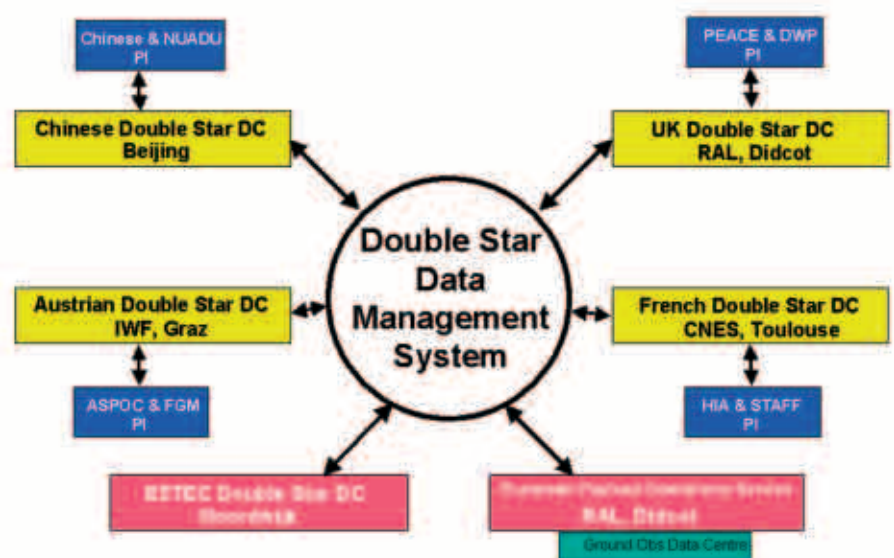 Chinese & NUADU
PI
PEACE & DWP
PI
Chinese Double Star DC
Beijing
UK Double Star DC
RAL, Didcot
Double Star
Data
Management
System
Austrian Double Star DC
IWF, Graz
French Double Star DC
CNES, Toulouse
ASPOC & FGM
PI
HIA & STAFF
PI
ESTEC Double Star DC
RAL, Didcot
Ground Obs Data Centre